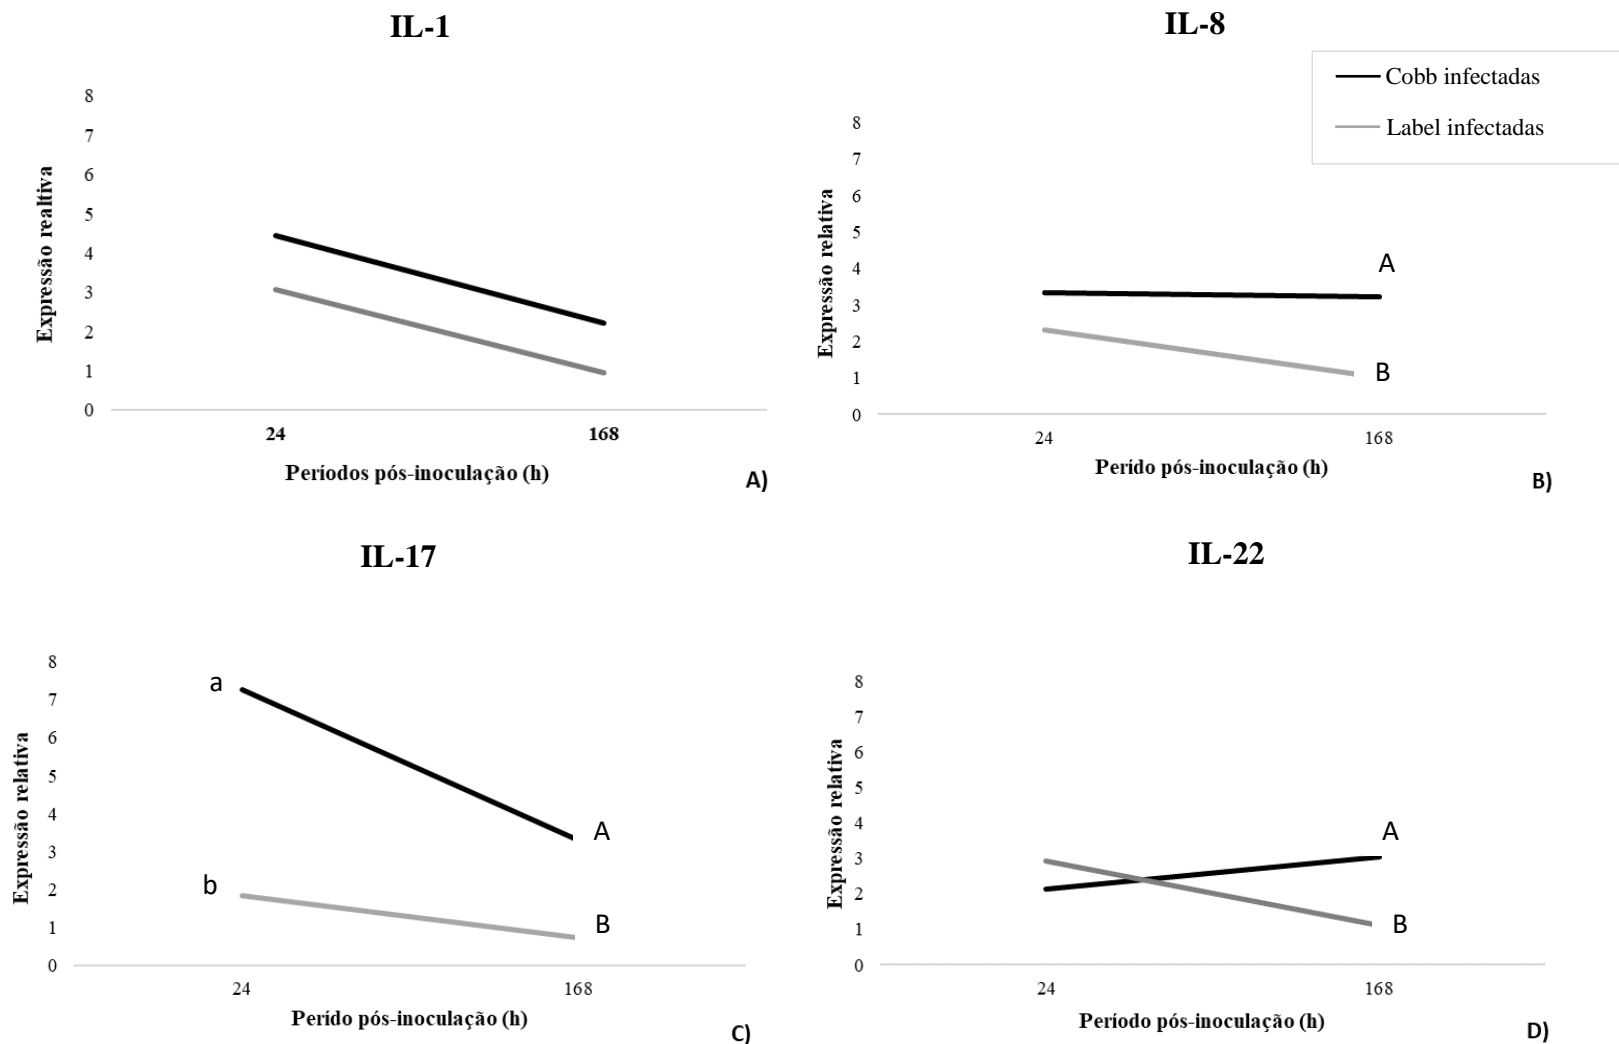 IL-1
8
7
6
5
4
3
2
1
0
Expressão realtiva
24
168
Períodos pós-inoculação (h)
A)
IL-8
Cobb infectadas
Label infectadas
8
7
6
5
4
3
2
1
0
Expressão relativa
A
B
24
168
Perído pós-inoculação (h)
B)
IL-17
8
7
6
5
4
3
2
1
0
Expressão relativa
a
b
A
B
24
168
Perído pós-inoculação (h)
C)
IL-22
8
7
6
5
4
3
2
1
0
Expressão relativa
A
B
24
168
Período pós-inoculação (h)
D)